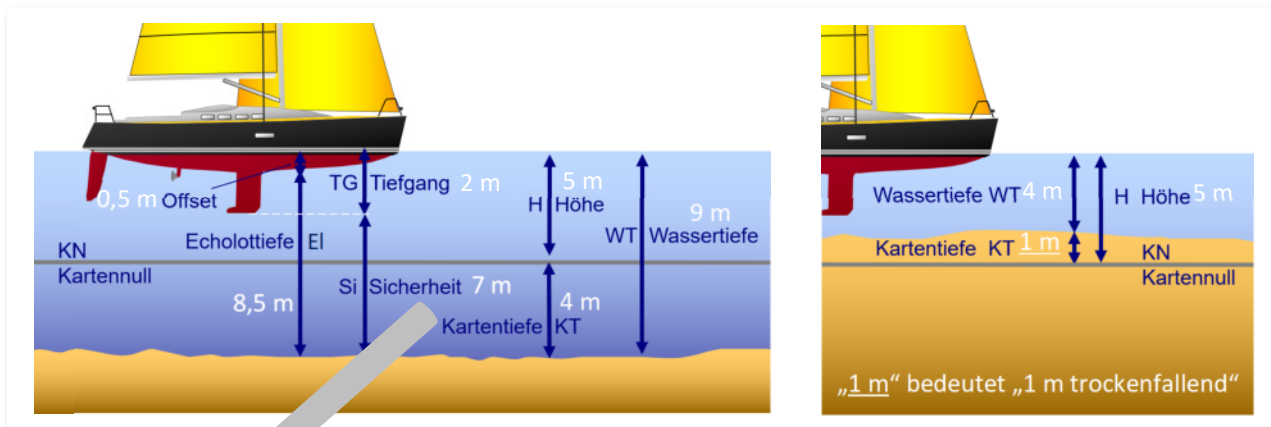 TG Tiefgang 2 m
5 m
0,5 m Offset
H Höhe
9 m
WT Wassertiefe
Echolottiefe El
KN
Kartennull
8,5 m
Si Sicherheit 7 m
4 m
Kartentiefe KT
Wassertiefe WT 4 m
H Höhe 5 m
Kartentiefe KT 1 m
KN
Kartennull
„1 m“ bedeutet „1 m trockenfallend“